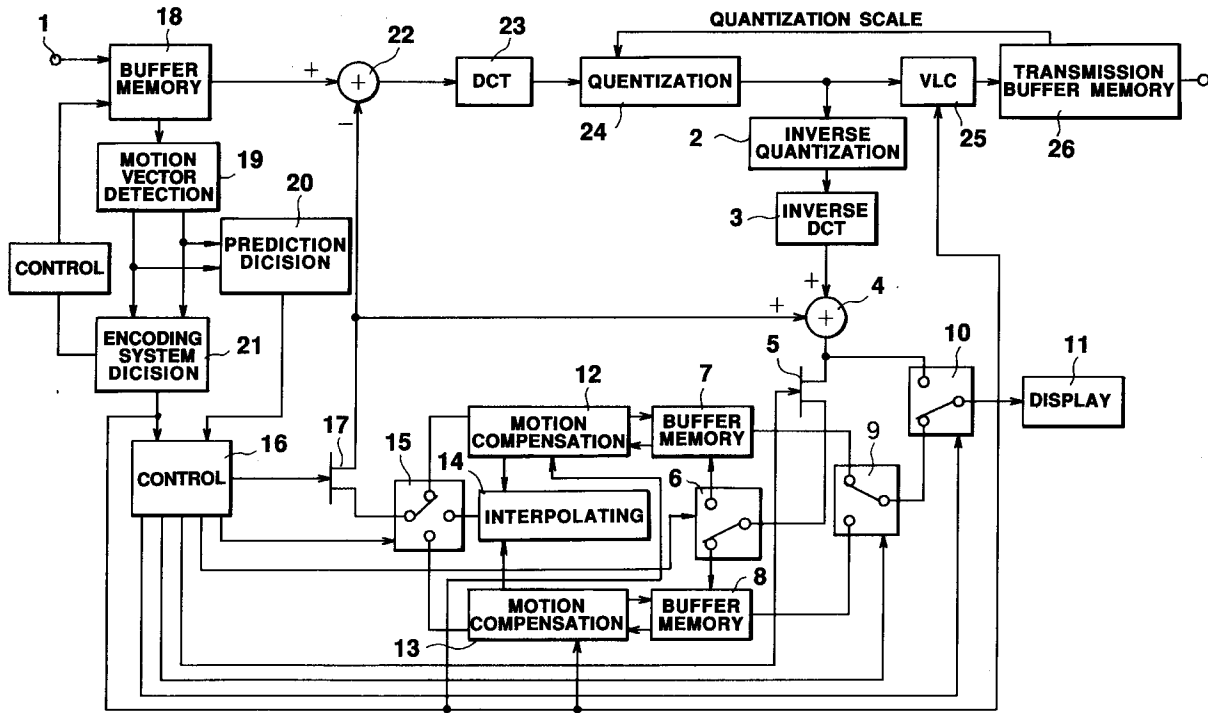 QUANTIZATION SCALE
1
18
BUFFER
MEMORY
+
22
+
−
23
DCT
QUENTIZATION
24
VLC
25
TRANSMISSION
BUFFER MEMORY
26
2
INVERSE
QUANTIZATION
MOTION
VECTOR
DETECTION
19
20
PREDICTION
DICISION
3
INVERSE
DCT
CONTROL
+
+
+
4
ENCODING
SYSTEM
DICISION
21
5
10
11
DISPLAY
12
MOTION
COMPENSATION
7
BUFFER
MEMORY
16
CONTROL
17
15
14
INTERPOLATING
6
9
MOTION
COMPENSATION
13
8
BUFFER
MEMORY